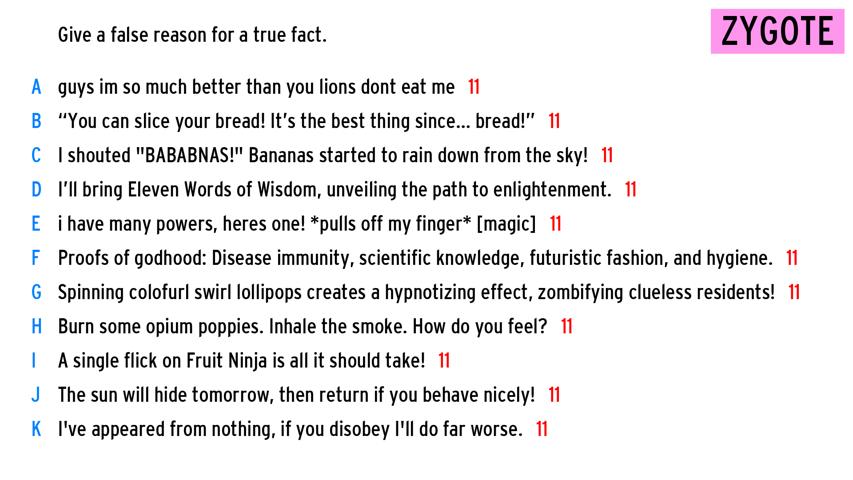 Give a false reason for a true fact.
ZYGOTE
A guys im so much better than you lions dont eat me 11
B “You can slice your bread! It’s the best thing since... bread!” 11
C I shouted "BABABNAS!" Bananas started to rain down from the sky! 11
D I’ll bring Eleven Words of Wisdom, unveiling the path to enlightenment. 11
E i have many powers, heres one! *pulls off my finger* [magic] 11
F Proofs of godhood: Disease immunity, scientific knowledge, futuristic fashion, and hygiene. 11
G Spinning colofurl swirl lollipops creates a hypnotizing effect, zombifying clueless residents! 11
H Burn some opium poppies. Inhale the smoke. How do you feel? 11
I A single flick on Fruit Ninja is all it should take! 11
J The sun will hide tomorrow, then return if you behave nicely! 11
K I've appeared from nothing, if you disobey I'll do far worse. 11